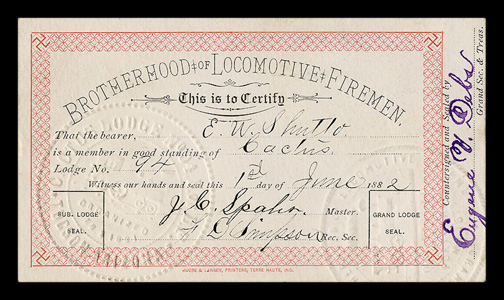 BROTHERHOOD OF LOCOMOTIVE FIREMEN.
This is to Certify
That the bearer, E. W. Shutto.
is a member in good standing of Cactus.
Lodge No. 94
Witness our hands and seal this 1st day of June 1882
J. C. Spahr. Master.
Simpson Rec. Sec.
SUB. LODGE
SEAL.
GRAND LODGE
SEAL.
MOORE & LANGEN, PRINTERS, TERRE HAUTE, IND.
Countersigned and Sealed by
Eugene V. Debs
Grand Sec. & Treas.